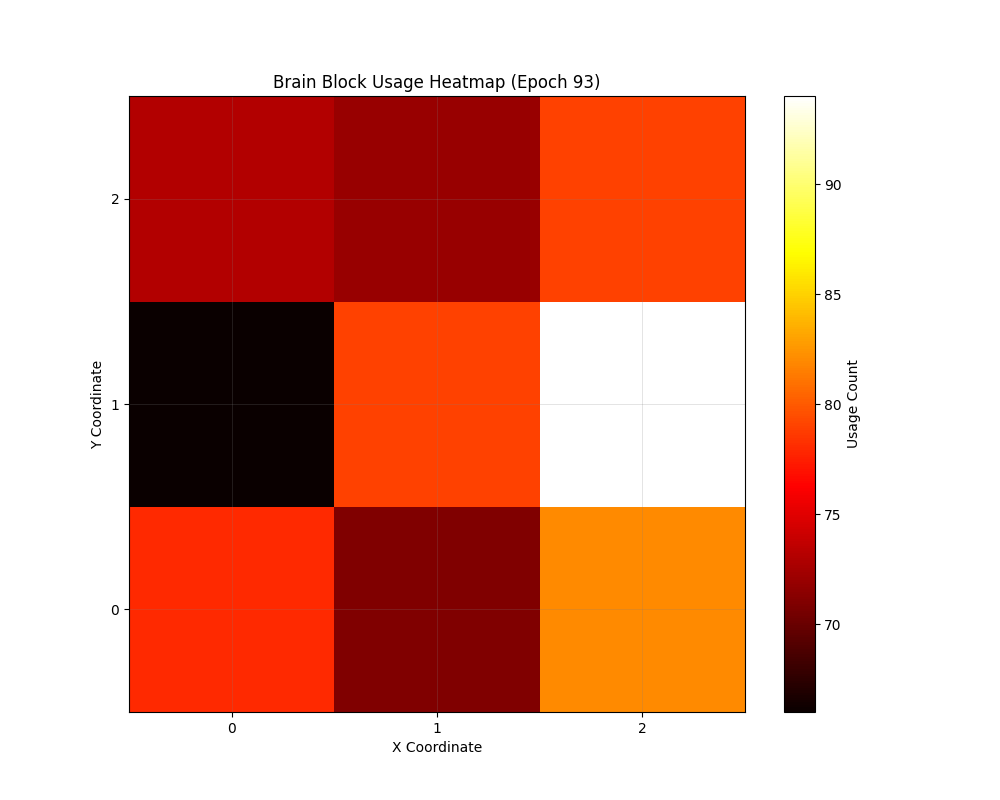 Brain Block Usage Heatmap (Epoch 93)
2
1
0
Y Coordinate
0 1 2
X Coordinate
90
85
80
75
70
Usage Count